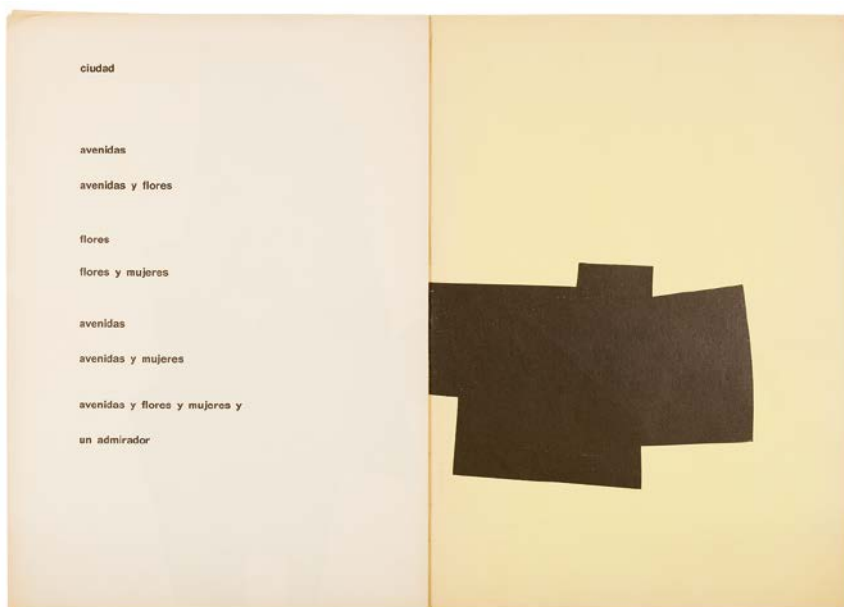 ciudad
avenidas
avenidas y flores
flores
flores y mujeres
avenidas
avenidas y mujeres
avenidas y flores y mujeres y
un admirador